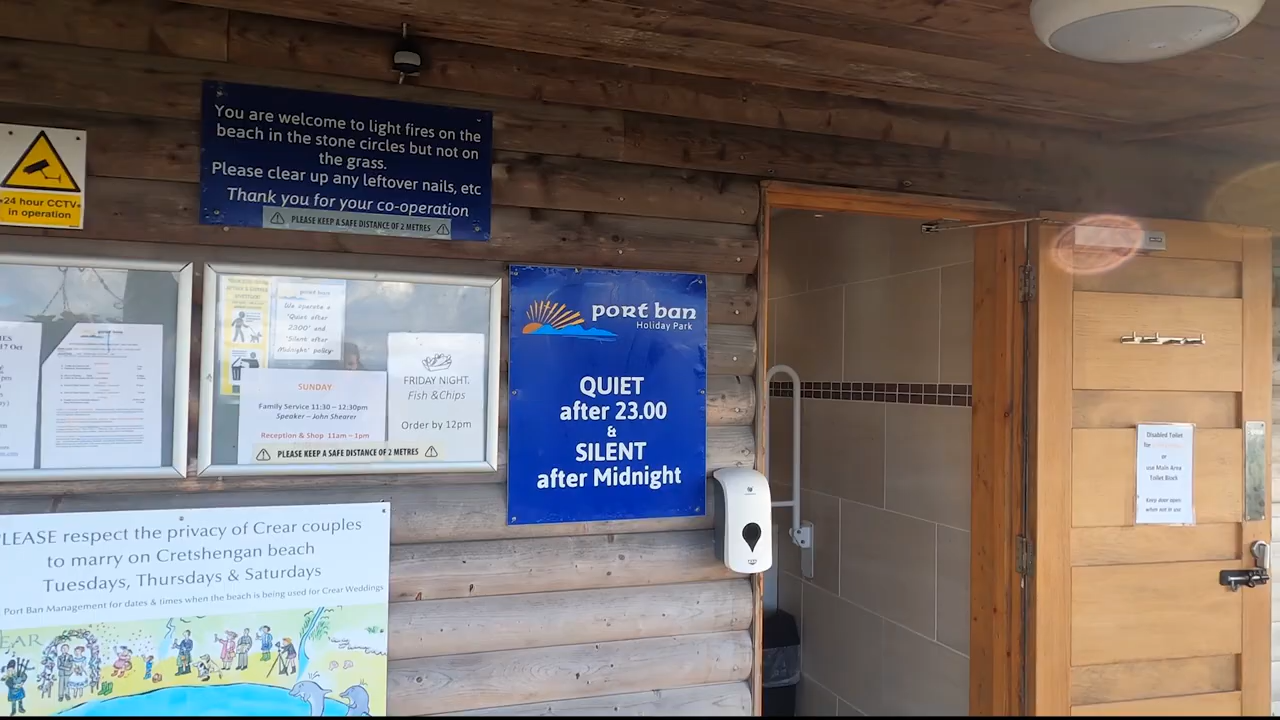 You are welcome to light fires on the
beach in the stone circles but not on
the grass.
Please clear up any leftover nails, etc
Thank you for your co-operation
PLEASE KEEP A SAFE DISTANCE OF 2 METRES
24 hour CCTV
in operation
17 Oct
port ban
We operate a
'Quiet after
2300' and
'Silent after
Midnight' policy
SUNDAY
Family Service 11:30 – 12:30pm
Speaker – John Shearer
Reception & Shop 11am – 1pm
FRIDAY NIGHT.
Fish & Chips
Order by 12pm
PLEASE KEEP A SAFE DISTANCE OF 2 METRES
port ban
Holiday Park
QUIET
after 23.00
&
SILENT
after Midnight
PLEASE respect the privacy of Crear couples
to marry on Cretshengan beach
Tuesdays, Thursdays & Saturdays
Port Ban Management for dates & times when the beach is being used for Crear Weddings
EAR
Disabled Toilet
for
or
use Main Area
Toilet Block
Keep door open
when not in use